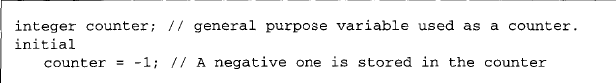 integer counter; // general purpose variable used as a counter.
initial
counter = -1; // A negative one is stored in the counter